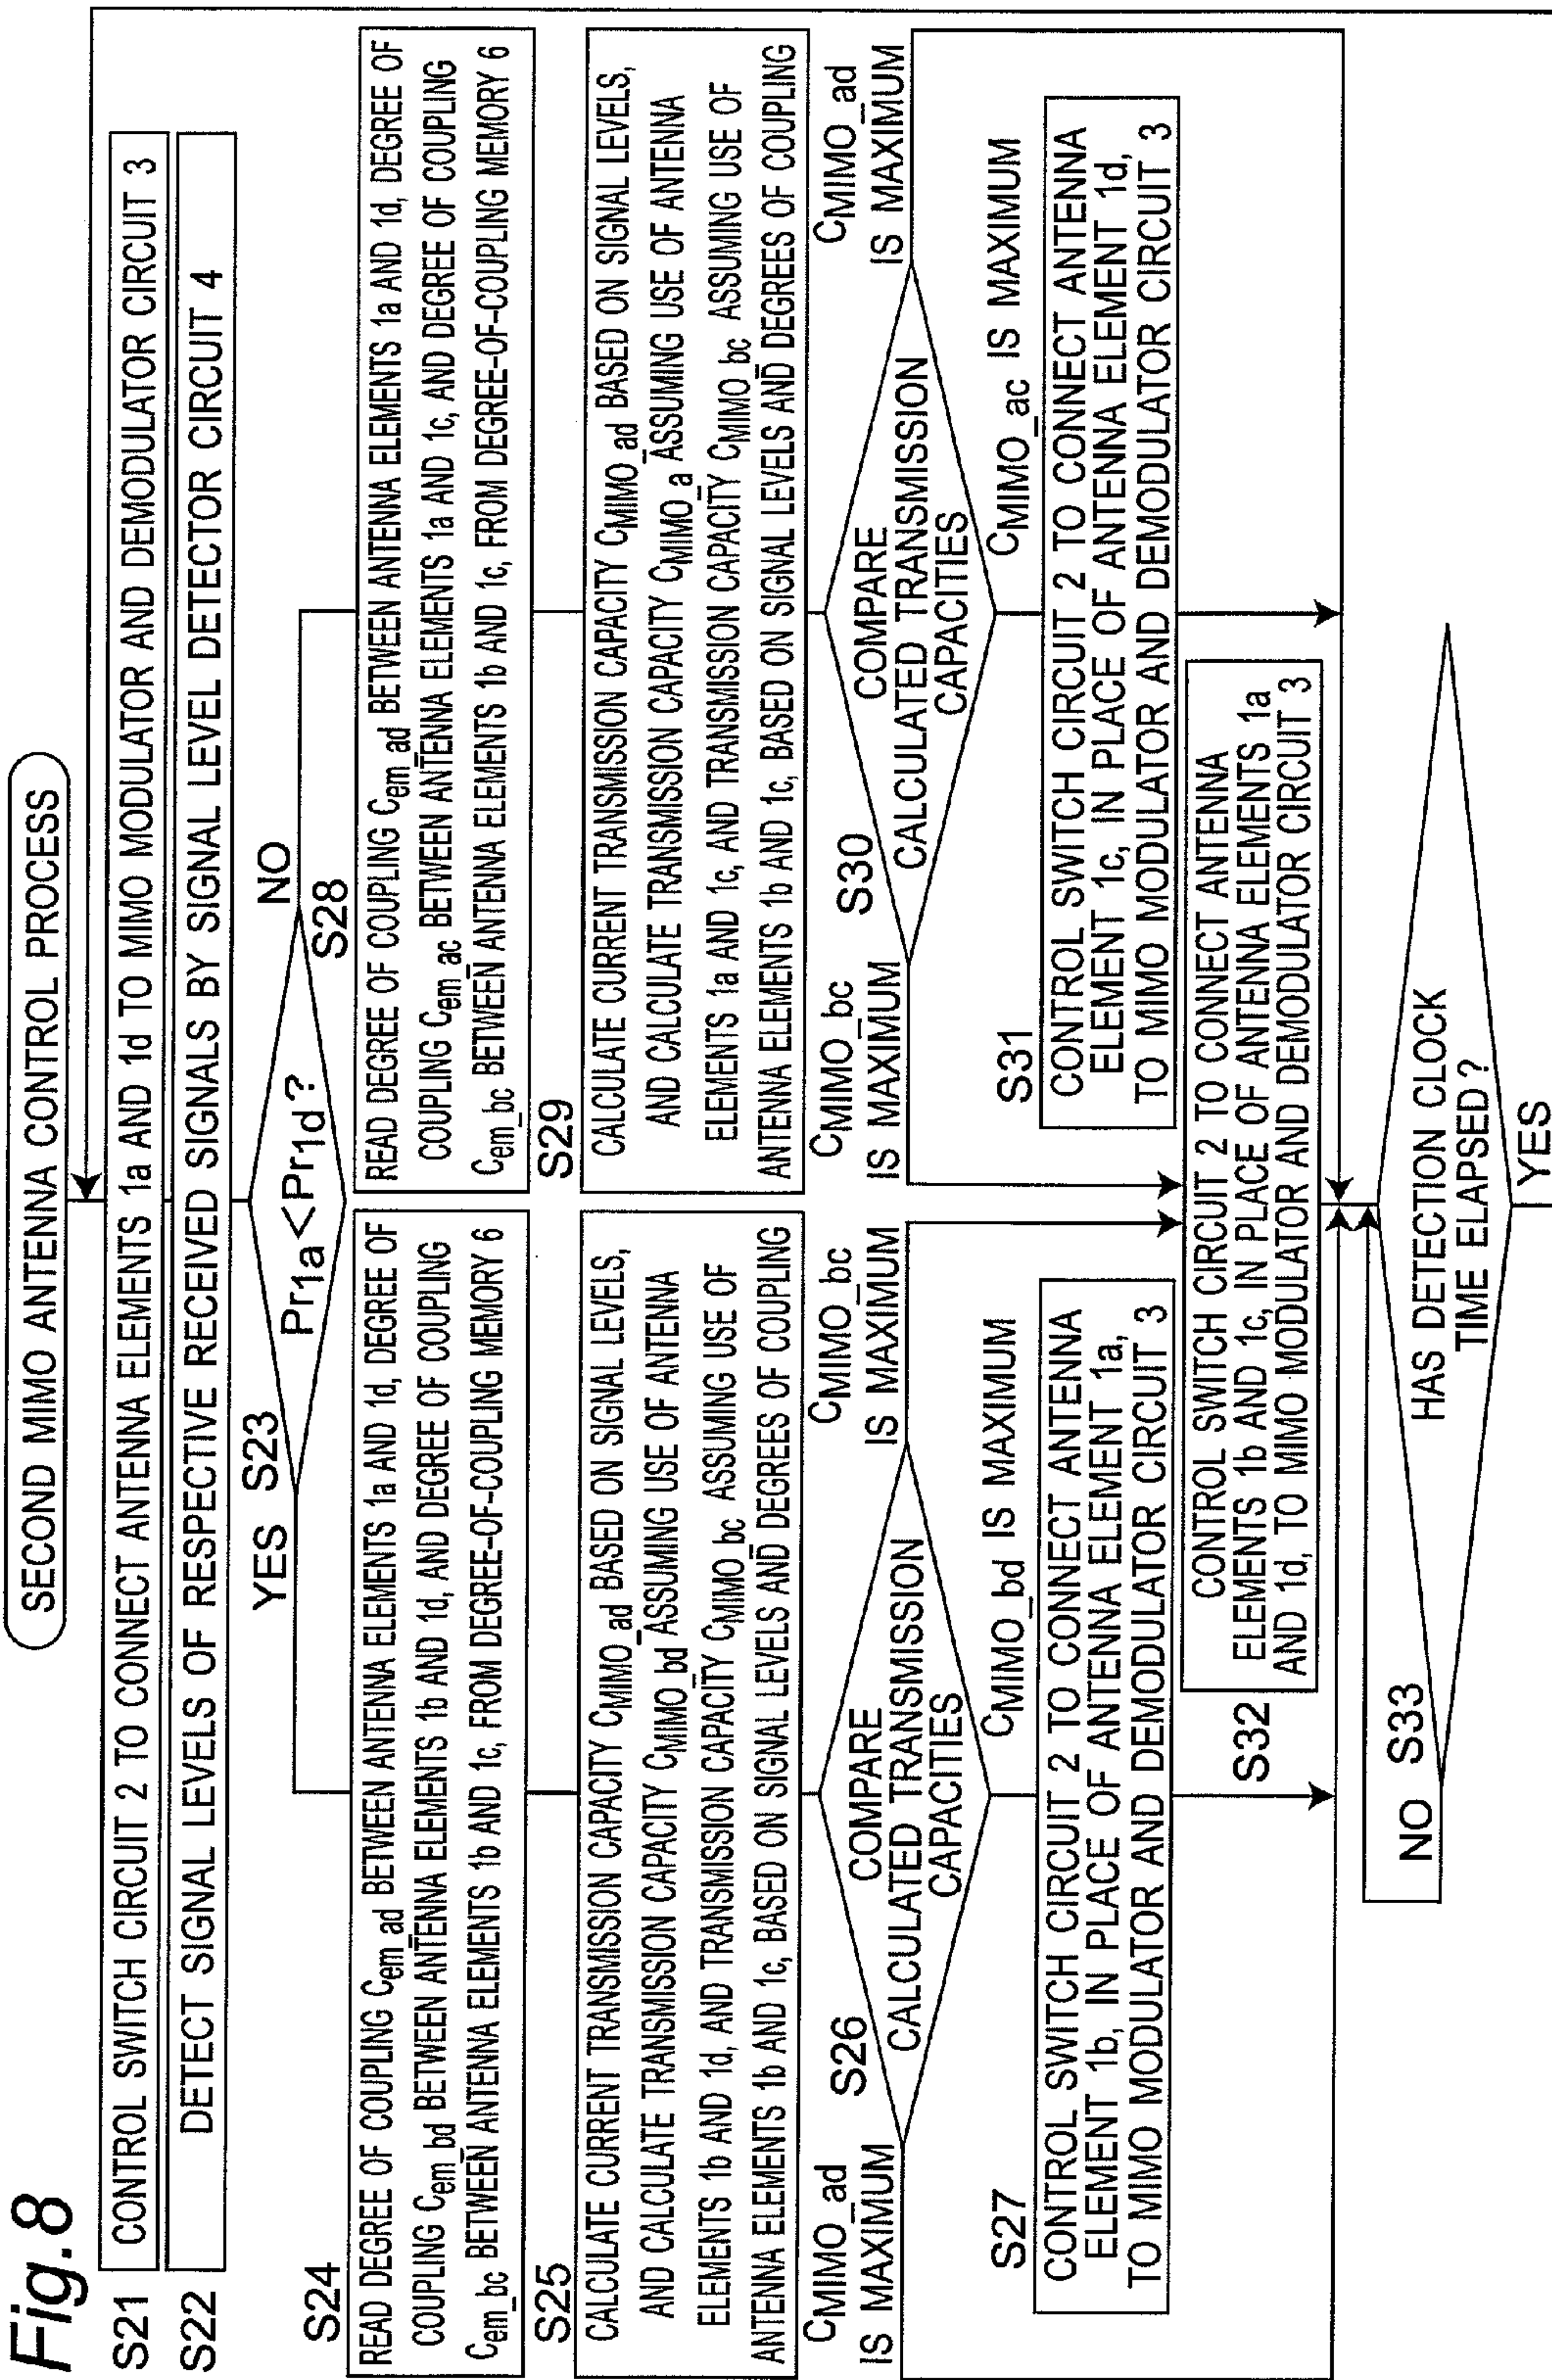 Fig.8
SECOND MIMO ANTENNA CONTROL PROCESS
S21
CONTROL SWITCH CIRCUIT 2 TO CONNECT ANTENNA ELEMENTS 1a AND 1d TO MIMO MODULATOR AND DEMODULATOR CIRCUIT 3
S22
DETECT SIGNAL LEVELS OF RESPECTIVE RECEIVED SIGNALS BY SIGNAL LEVEL DETECTOR CIRCUIT 4
YES S23
Pr1a<Pr1d?
NO
S24
READ DEGREE OF COUPLING Cem_ad BETWEEN ANTENNA ELEMENTS 1a AND 1d, DEGREE OF
COUPLING Cem_bd BETWEEN ANTENNA ELEMENTS 1b AND 1d, AND DEGREE OF COUPLING
Cem_bc BETWEEN ANTENNA ELEMENTS 1b AND 1c, FROM DEGREE-OF-COUPLING MEMORY 6
S28
READ DEGREE OF COUPLING Cem_ad BETWEEN ANTENNA ELEMENTS 1a AND 1d, DEGREE OF
COUPLING Cem_ac BETWEEN ANTENNA ELEMENTS 1a AND 1c, AND DEGREE OF COUPLING
Cem_bc BETWEEN ANTENNA ELEMENTS 1b AND 1c, FROM DEGREE-OF-COUPLING MEMORY 6
S25
CALCULATE CURRENT TRANSMISSION CAPACITY CMIMO_ad BASED ON SIGNAL LEVELS,
AND CALCULATE TRANSMISSION CAPACITY CMIMO_bd ASSUMING USE OF ANTENNA
ELEMENTS 1b AND 1d, AND TRANSMISSION CAPACITY CMIMO_bc ASSUMING USE OF
ANTENNA ELEMENTS 1b AND 1c, BASED ON SIGNAL LEVELS AND DEGREES OF COUPLING
S29
CALCULATE CURRENT TRANSMISSION CAPACITY CMIMO_ad BASED ON SIGNAL LEVELS,
AND CALCULATE TRANSMISSION CAPACITY CMIMO_a ASSUMING USE OF ANTENNA
ELEMENTS 1a AND 1c, AND TRANSMISSION CAPACITY CMIMO_bc ASSUMING USE OF
ANTENNA ELEMENTS 1b AND 1c, BASED ON SIGNAL LEVELS AND DEGREES OF COUPLING
CMIMO_ad
IS MAXIMUM
S26
COMPARE
CALCULATED TRANSMISSION
CAPACITIES
CMIMO_bc
IS MAXIMUM
CMIMO_bd IS MAXIMUM
CMIMO_bc
IS MAXIMUM
S30
COMPARE
CALCULATED TRANSMISSION
CAPACITIES
CMIMO_ad
IS MAXIMUM
CMIMO_ac IS MAXIMUM
S27
CONTROL SWITCH CIRCUIT 2 TO CONNECT ANTENNA
ELEMENT 1b, IN PLACE OF ANTENNA ELEMENT 1a,
TO MIMO MODULATOR AND DEMODULATOR CIRCUIT 3
S31
CONTROL SWITCH CIRCUIT 2 TO CONNECT ANTENNA
ELEMENT 1c, IN PLACE OF ANTENNA ELEMENT 1d,
TO MIMO MODULATOR AND DEMODULATOR CIRCUIT 3
S32
CONTROL SWITCH CIRCUIT 2 TO CONNECT ANTENNA
ELEMENTS 1b AND 1c, IN PLACE OF ANTENNA ELEMENTS 1a
AND 1d, TO MIMO MODULATOR AND DEMODULATOR CIRCUIT 3
NO S33
HAS DETECTION CLOCK
TIME ELAPSED?
YES